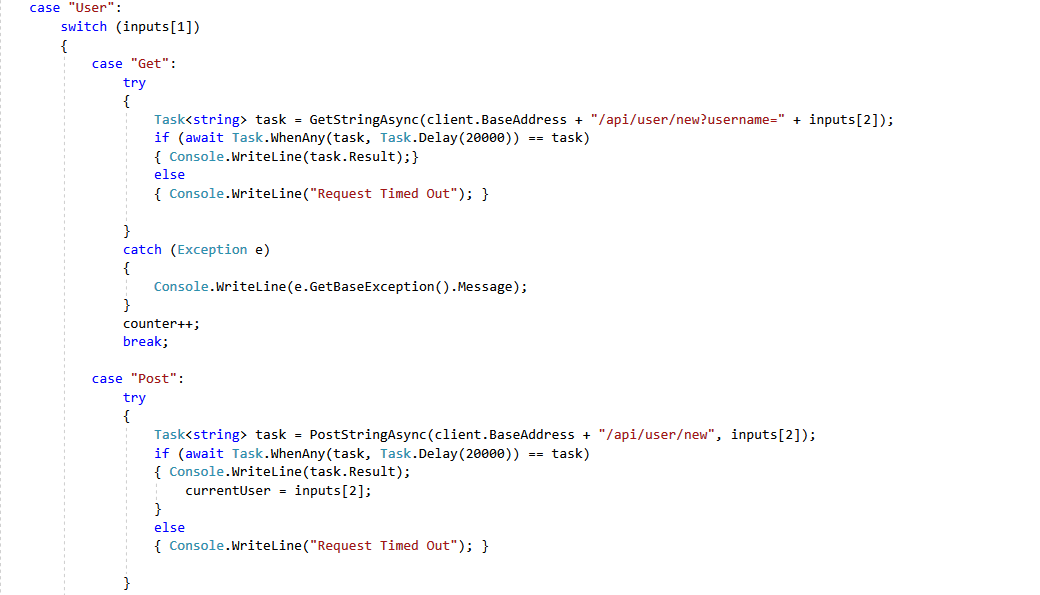 case "User":
switch (inputs[1])
{
case "Get":
try
{
Task<string> task = GetStringAsync(client.BaseAddress + "/api/user/new?username=" + inputs[2]);
if (await Task.WhenAny(task, Task.Delay(20000)) == task)
{ Console.WriteLine(task.Result);}
else
{ Console.WriteLine("Request Timed Out"); }
}
catch (Exception e)
{
Console.WriteLine(e.GetBaseException().Message);
}
counter++;
break;
case "Post":
try
{
Task<string> task = PostStringAsync(client.BaseAddress + "/api/user/new", inputs[2]);
if (await Task.WhenAny(task, Task.Delay(20000)) == task)
{ Console.WriteLine(task.Result);
currentUser = inputs[2];
}
else
{ Console.WriteLine("Request Timed Out"); }
}